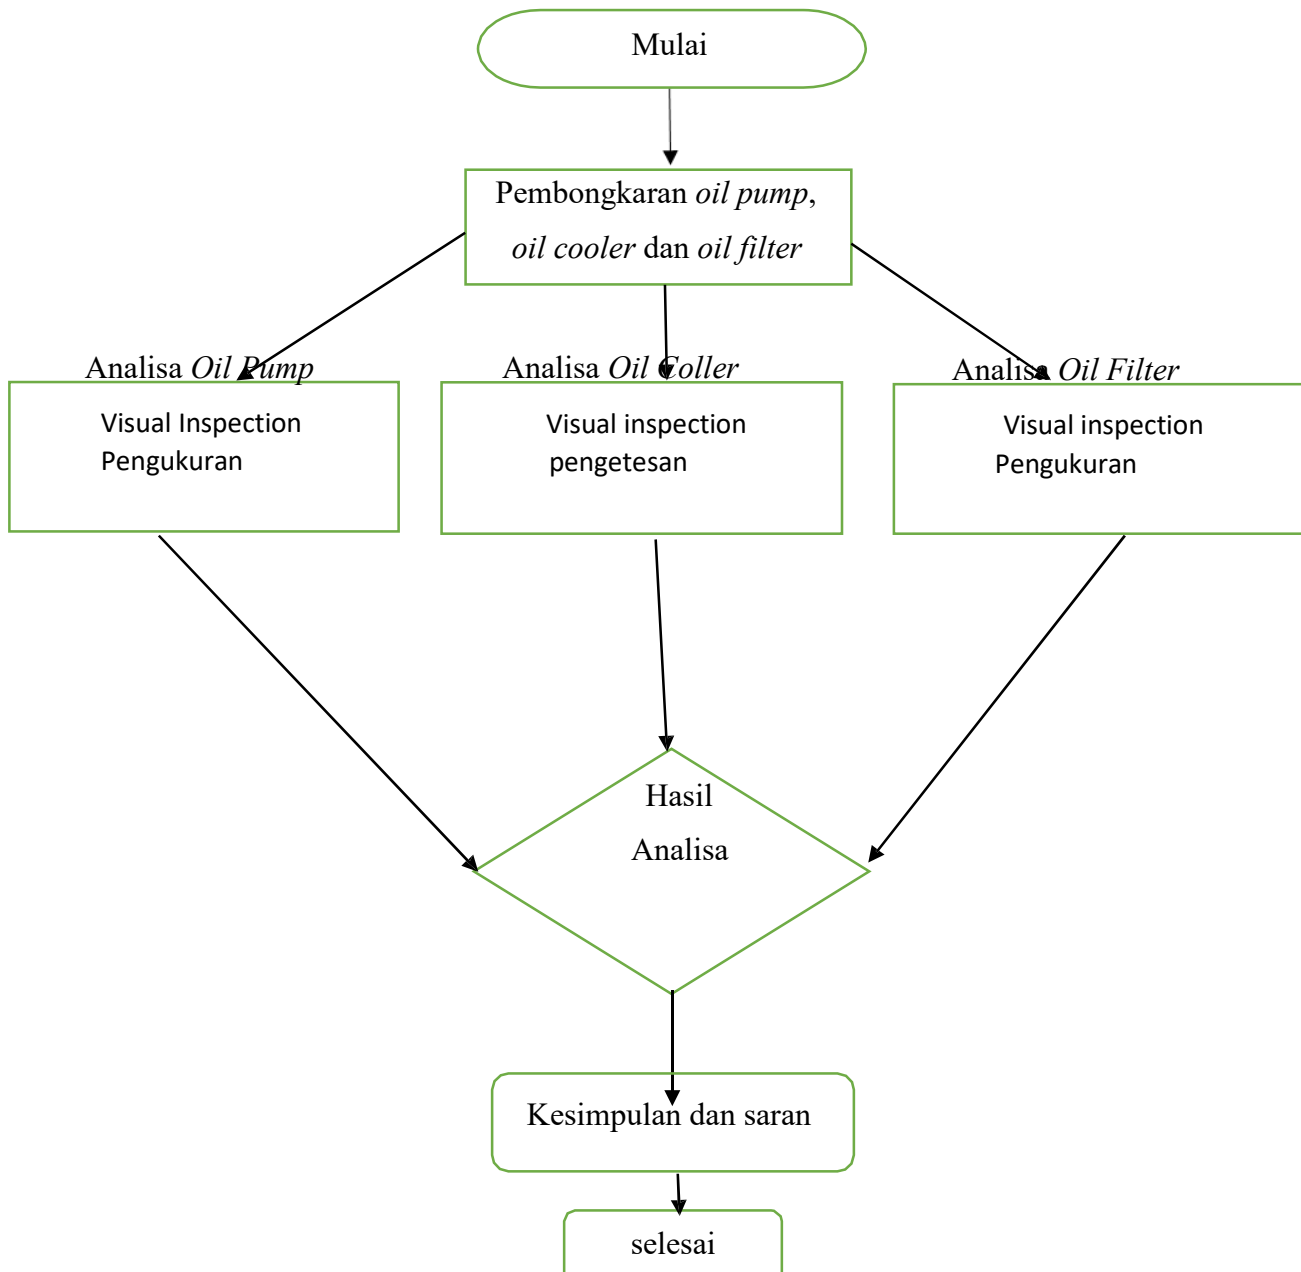 Mulai
Pembongkaran oil pump,
oil cooler dan oil filter
Analisa Oil Pump
Visual Inspection
Pengukuran
Analisa Oil Coller
Visual inspection
pengetesan
Analisa Oil Filter
Visual inspection
Pengukuran
Hasil
Analisa
Kesimpulan dan saran
selesai